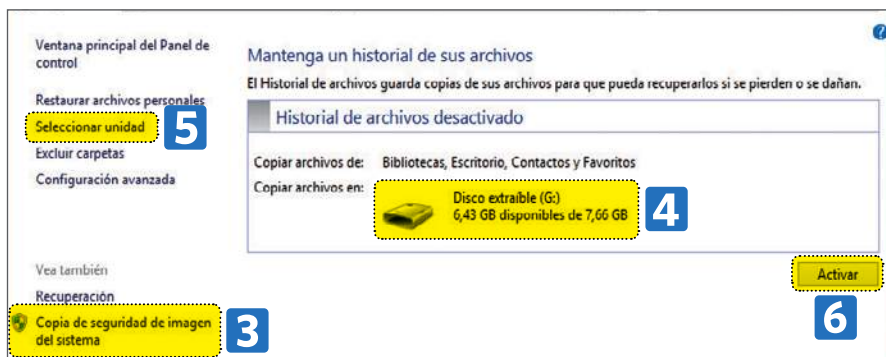 Ventana principal del Panel de
control
Restaurar archivos personales
Seleccionar unidad
5
Excluir carpetas
Configuración avanzada
Vea también
Recuperación
Copia de seguridad de imagen
del sistema
3
?
Mantenga un historial de sus archivos
El Historial de archivos guarda copias de sus archivos para que pueda recuperarlos si se pierden o se dañan.
Historial de archivos desactivado
Copiar archivos de: Bibliotecas, Escritorio, Contactos y Favoritos
Copiar archivos en:
Disco extraíble (G:)
6,43 GB disponibles de 7,66 GB
4
Activar
6